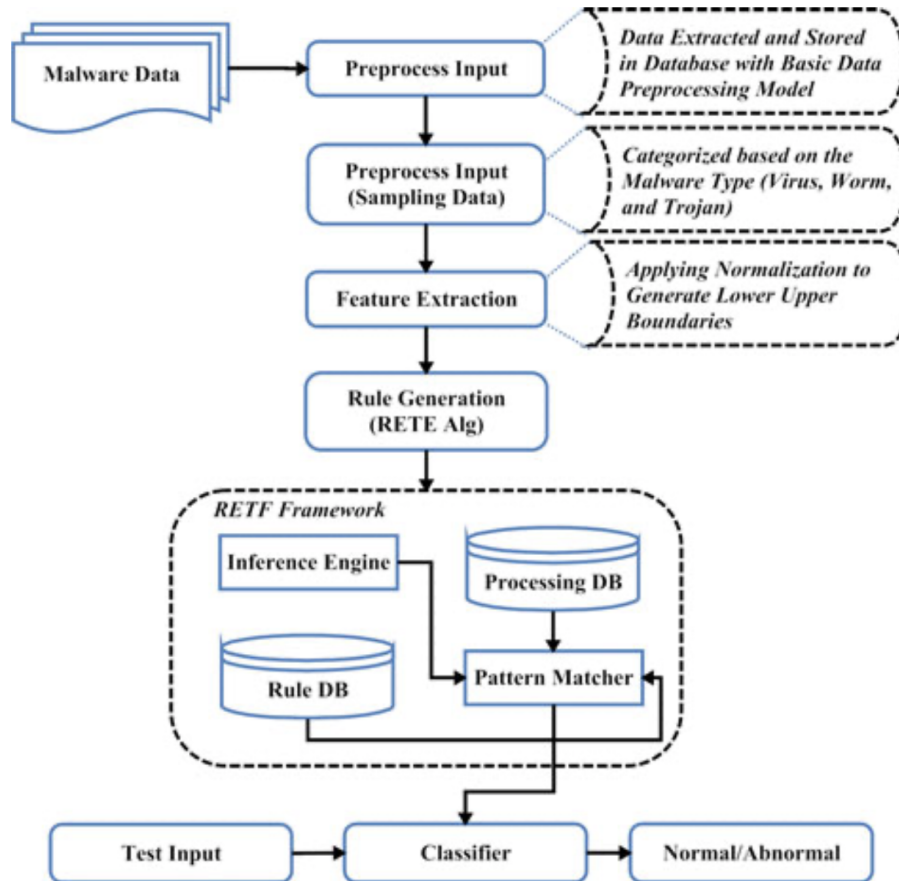 Malware Data
Preprocess Input
Data Extracted and Stored
in Database with Basic Data
Preprocessing Model
Preprocess Input
(Sampling Data)
Categorized based on the
Malware Type (Virus, Worm,
and Trojan)
Feature Extraction
Applying Normalization to
Generate Lower Upper
Boundaries
Rule Generation
(RETE Alg)
RETF Framework
Inference Engine
Processing DB
Rule DB
Pattern Matcher
Test Input
Classifier
Normal/Abnormal